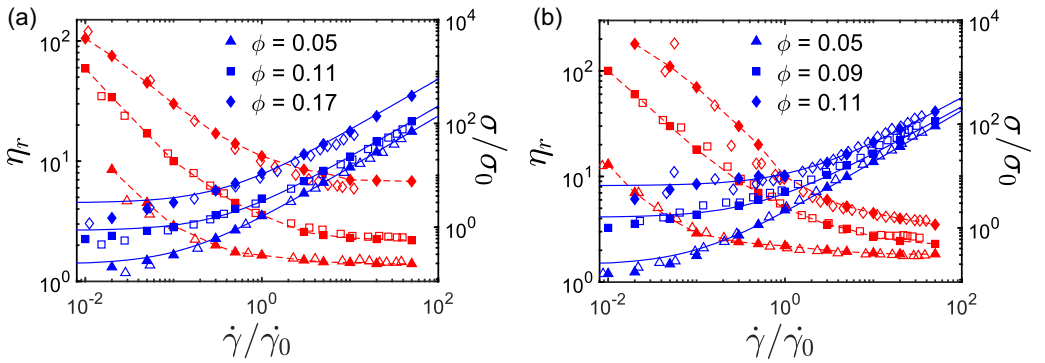 (a)
ϕ = 0.05
ϕ = 0.11
ϕ = 0.17
10^2
10^1
10^0
η_r
10^4
10^2
10^0
σ/σ_0
10^-2
10^0
10^2
γ̇/γ̇_0
(b)
ϕ = 0.05
ϕ = 0.09
ϕ = 0.11
10^2
10^1
10^0
η_r
10^4
10^2
10^0
σ/σ_0
10^-2
10^0
10^2
γ̇/γ̇_0